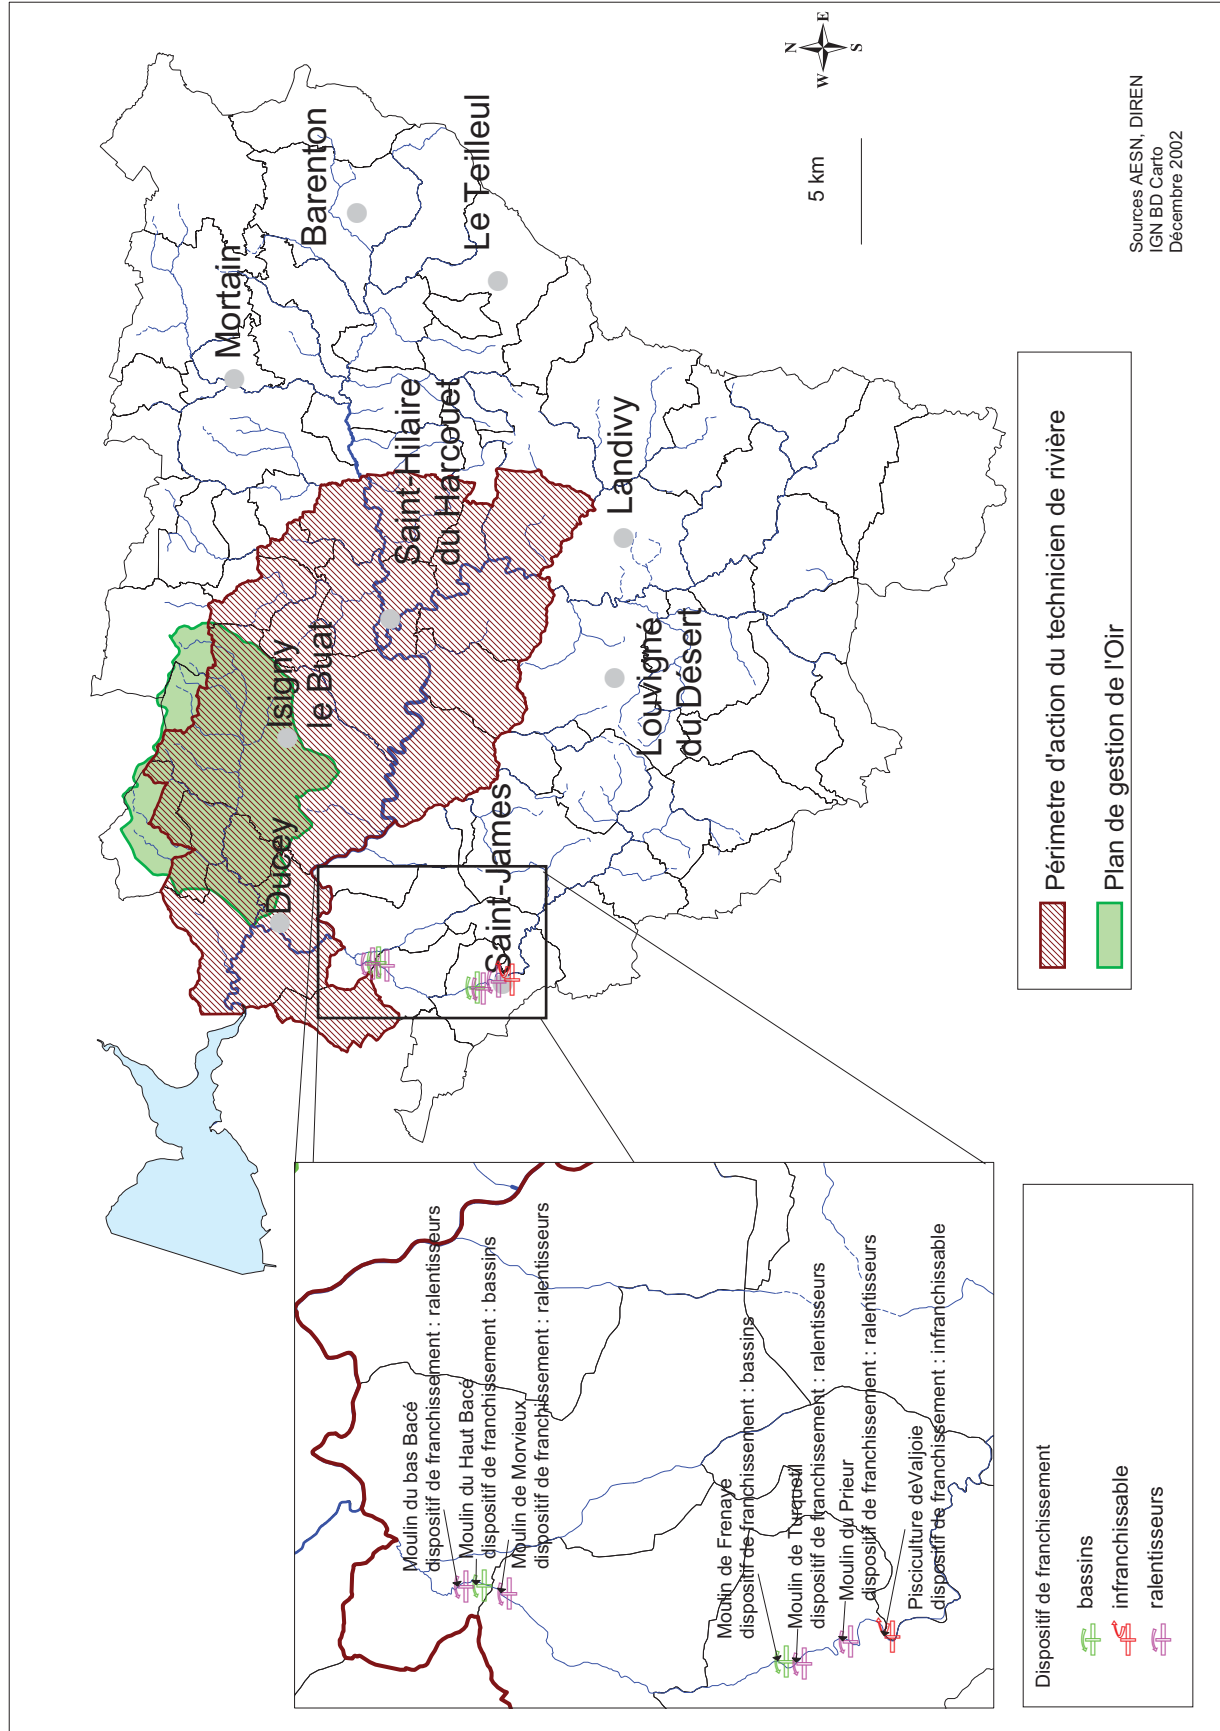 N
E
S
W
Mortain
Barenton
Le Teilleul
Isigny
le Buat
Saint-Hilaire
du Harcouet
Ducey
Saint-James
Louvigné
du Désert
Landivy
5 km
Sources AESN, DIREN
IGN BD Carto
Décembre 2002
Moulin du bas Bacé
dispositif de franchissement : ralentisseurs
Moulin du Haut Bacé
dispositif de franchissement : bassins
Moulin de Morvieux
dispositif de franchissement : ralentisseurs
Moulin de Frenaye
dispositif de franchissement : bassins
Moulin de Turquetil
dispositif de franchissement : ralentisseurs
Moulin du Prieur
dispositif de franchissement : ralentisseurs
Pisciculture deValjoie
dispositif de franchissement : infranchissable
Dispositif de franchissement
bassins
infranchissable
ralentisseurs
Périmetre d'action du technicien de rivière
Plan de gestion de l'Oir